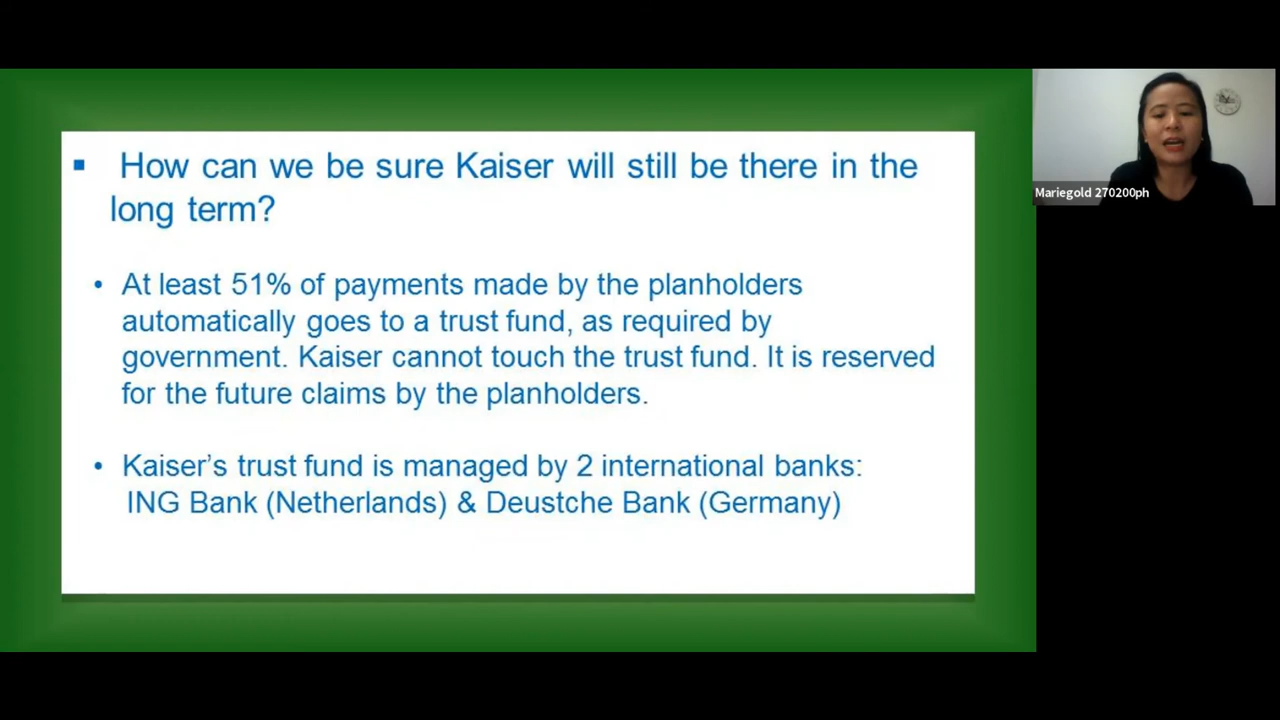 ▪ How can we be sure Kaiser will still be there in the
long term?
• At least 51% of payments made by the planholders
automatically goes to a trust fund, as required by
government. Kaiser cannot touch the trust fund. It is reserved
for the future claims by the planholders.
• Kaiser's trust fund is managed by 2 international banks:
ING Bank (Netherlands) & Deustche Bank (Germany)
Mariegold 270200ph